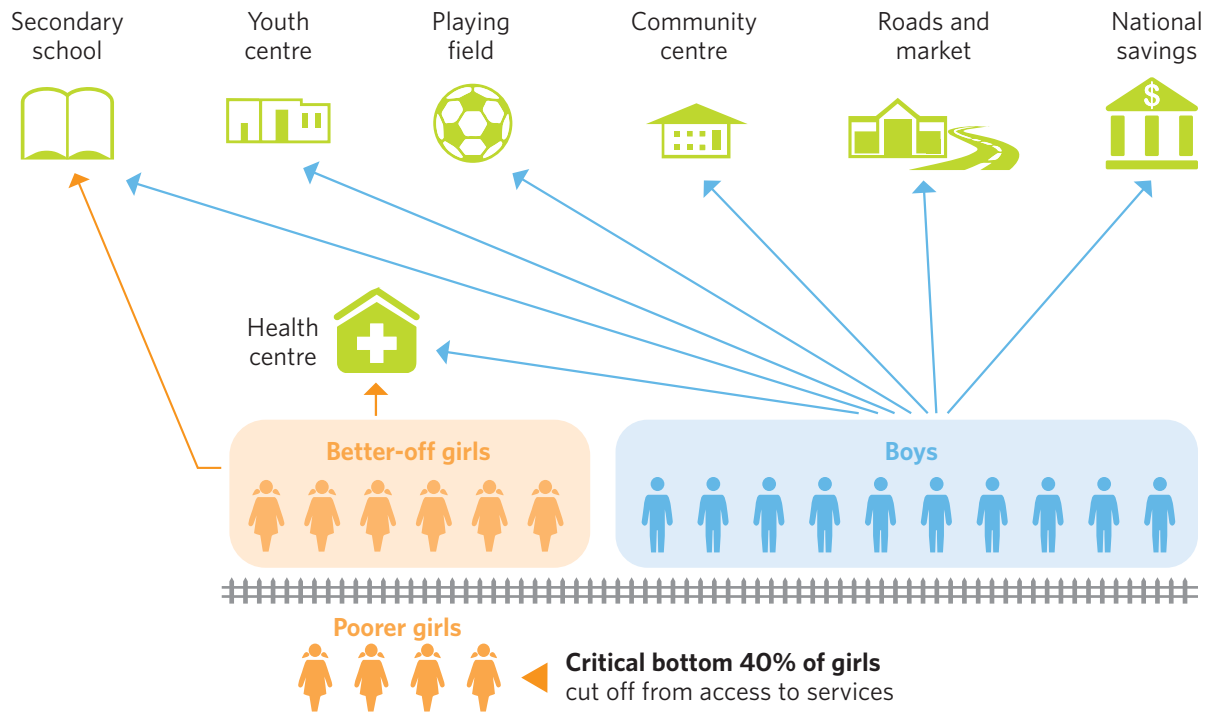 Secondary
school
Youth
centre
Playing
field
Community
centre
Roads and
market
National
savings
$
Health
centre
Better-off girls
Boys
Poorer girls
Critical bottom 40% of girls
cut off from access to services